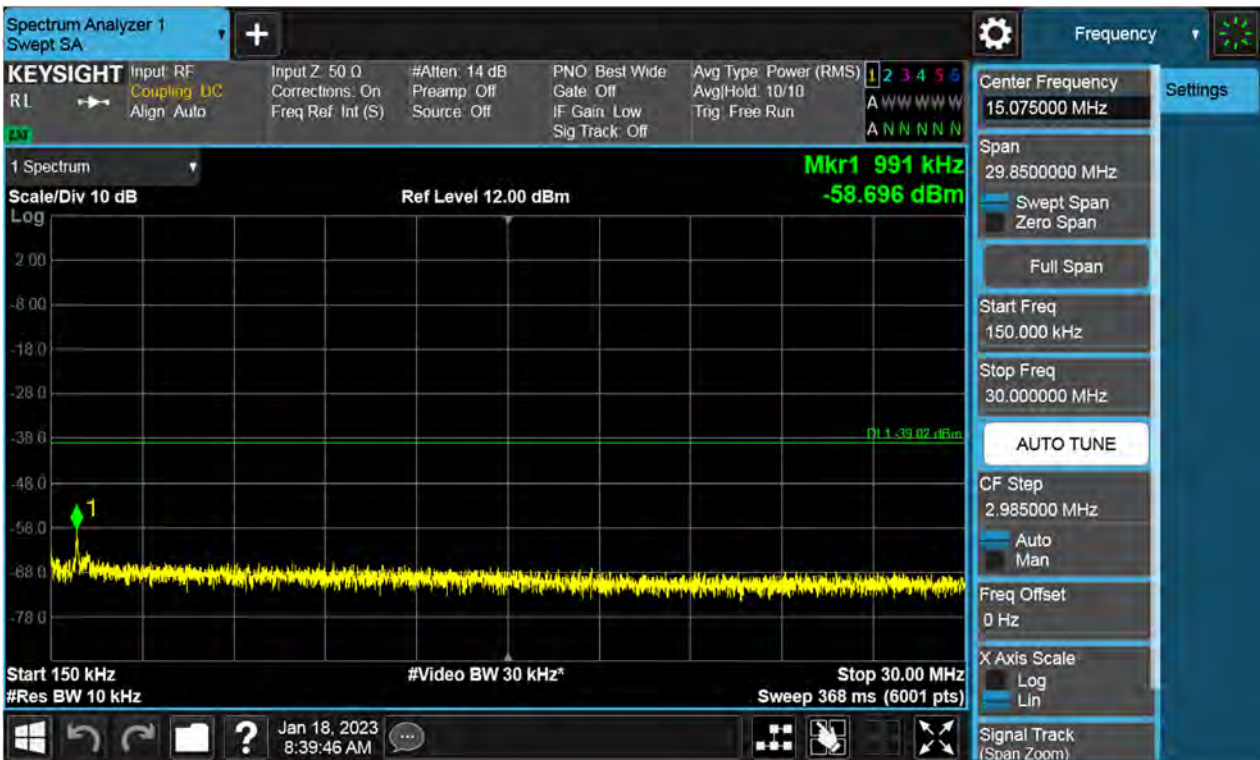 Spectrum Analyzer 1
Swept SA
+
Frequency
KEYSIGHT
RL
Input: RF
Coupling: DC
Align: Auto
Input Z: 50 Ω
Corrections: On
Freq Ref: Int (S)
#Atten: 14 dB
Preamp: Off
Source: Off
PNO: Best Wide
Gate: Off
IF Gain: Low
Sig Track: Off
Avg Type: Power (RMS)
Avg|Hold: 10/10
Trig: Free Run
1 2 3 4 5 6
A W W W W W
A N N N N N
1 Spectrum
Scale/Div 10 dB
Ref Level 12.00 dBm
Mkr1 991 kHz
-58.696 dBm
Log
2.00
-8.00
-18.0
-28.0
-38.0
DL1 -39.02 dBm
-48.0
1
-58.0
-68.0
-78.0
Start 150 kHz
#Video BW 30 kHz*
Stop 30.00 MHz
#Res BW 10 kHz
Sweep 368 ms (6001 pts)
?
Jan 18, 2023
8:39:46 AM
Center Frequency
15.075000 MHz
Settings
Span
29.8500000 MHz
Swept Span
Zero Span
Full Span
Start Freq
150.000 kHz
Stop Freq
30.000000 MHz
AUTO TUNE
CF Step
2.985000 MHz
Auto
Man
Freq Offset
0 Hz
X Axis Scale
Log
Lin
Signal Track
(Span Zoom)